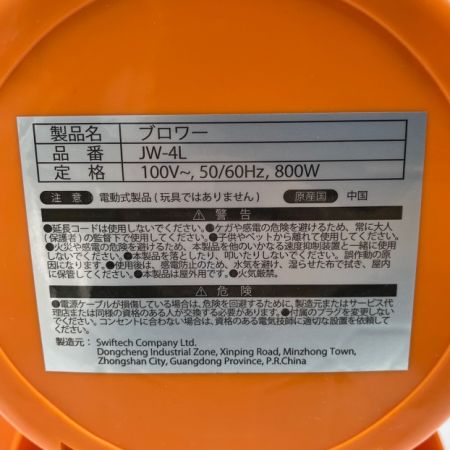 製品名 ブロワー
品番 JW-4L
定格 100V~, 50/60Hz, 800W
注意 電動式製品 (玩具ではありません) 原産国 中国
⚠ 警告
●延長コードは使用しないでください。●ケガや感電の危険を避けるため、常に大人
(保護者) の監督下で使用してください。●子供やペットから離れて使用してください。
●火災や感電の危険を避けるため、本製品を他のいかなる速度抑制装置と一緒に使用
しないでください。●本製品を落としたり、叩いたりしないでください。誤動作の原
因になります。●使用後は、感電防止のため、水気を避け、湿らせた布で拭き、屋内
に保管してください。●本製品は屋外用です。●火気厳禁。
⚠ 危険
●電源ケーブルが損傷している場合は、危険を回避するために、製造元またはサービス代
理店または同様の資格のある人が交換する必要があります。●付属のプラグを変更しない
でください。コンセントに合わない場合は、資格のある電気技師に適切な設置を依頼して
ください。
製造元: Swiftech Company Ltd.
Dongcheng Industrial Zone, Xinping Road, Minzhong Town,
Zhongshan City, Guangdong Province, P.R.China